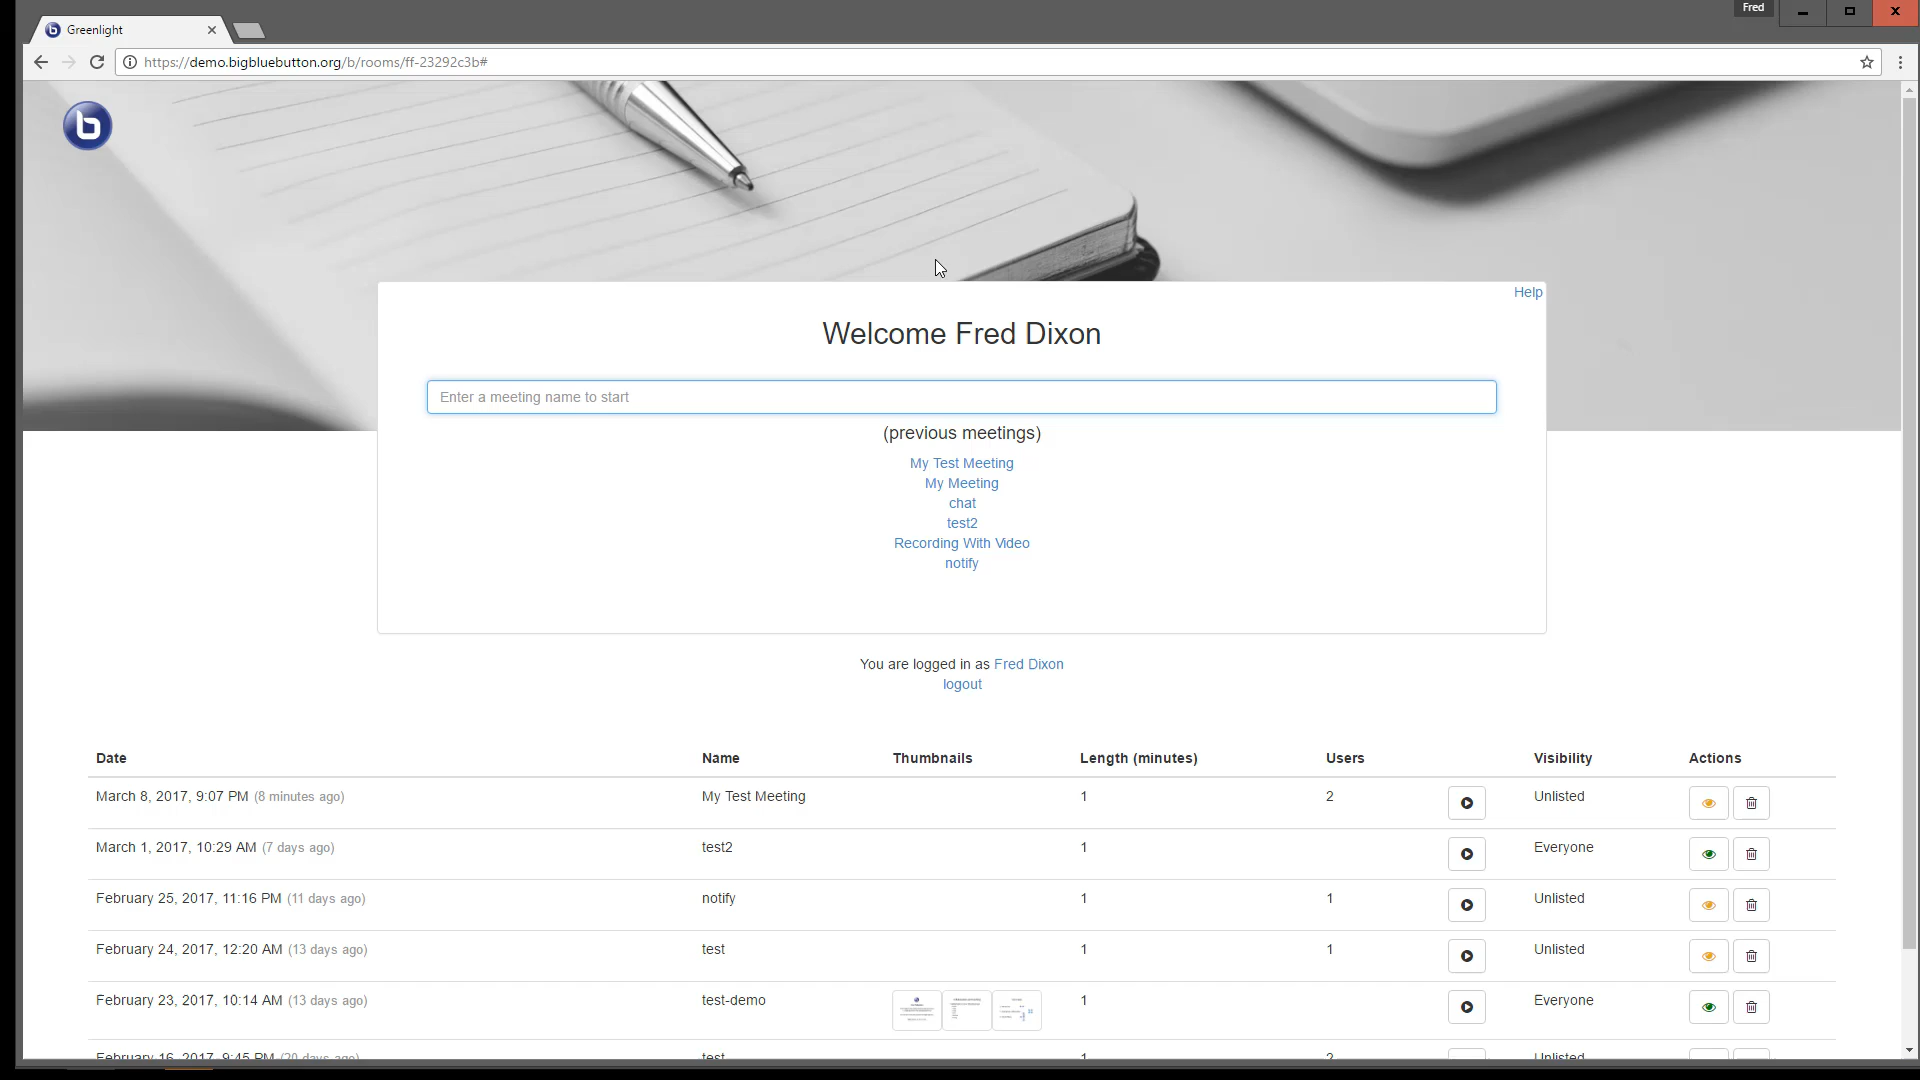 Fred
Greenlight
https://demo.bigbluebutton.org/b/rooms/ff-23292c3b#
b
Help
Welcome Fred Dixon
Enter a meeting name to start
(previous meetings)
My Test Meeting
My Meeting
chat
test2
Recording With Video
notify
You are logged in as Fred Dixon
logout
Date Name Thumbnails Length (minutes) Users Visibility Actions
March 8, 2017, 9:07 PM (8 minutes ago) My Test Meeting 1 2 Unlisted
March 1, 2017, 10:29 AM (7 days ago) test2 1 Everyone
February 25, 2017, 11:16 PM (11 days ago) notify 1 1 Unlisted
February 24, 2017, 12:20 AM (13 days ago) test 1 1 Unlisted
February 23, 2017, 10:14 AM (13 days ago) test-demo 1 Everyone
February 16, 2017, 9:45 PM (20 days ago) test 1 2 Unlisted